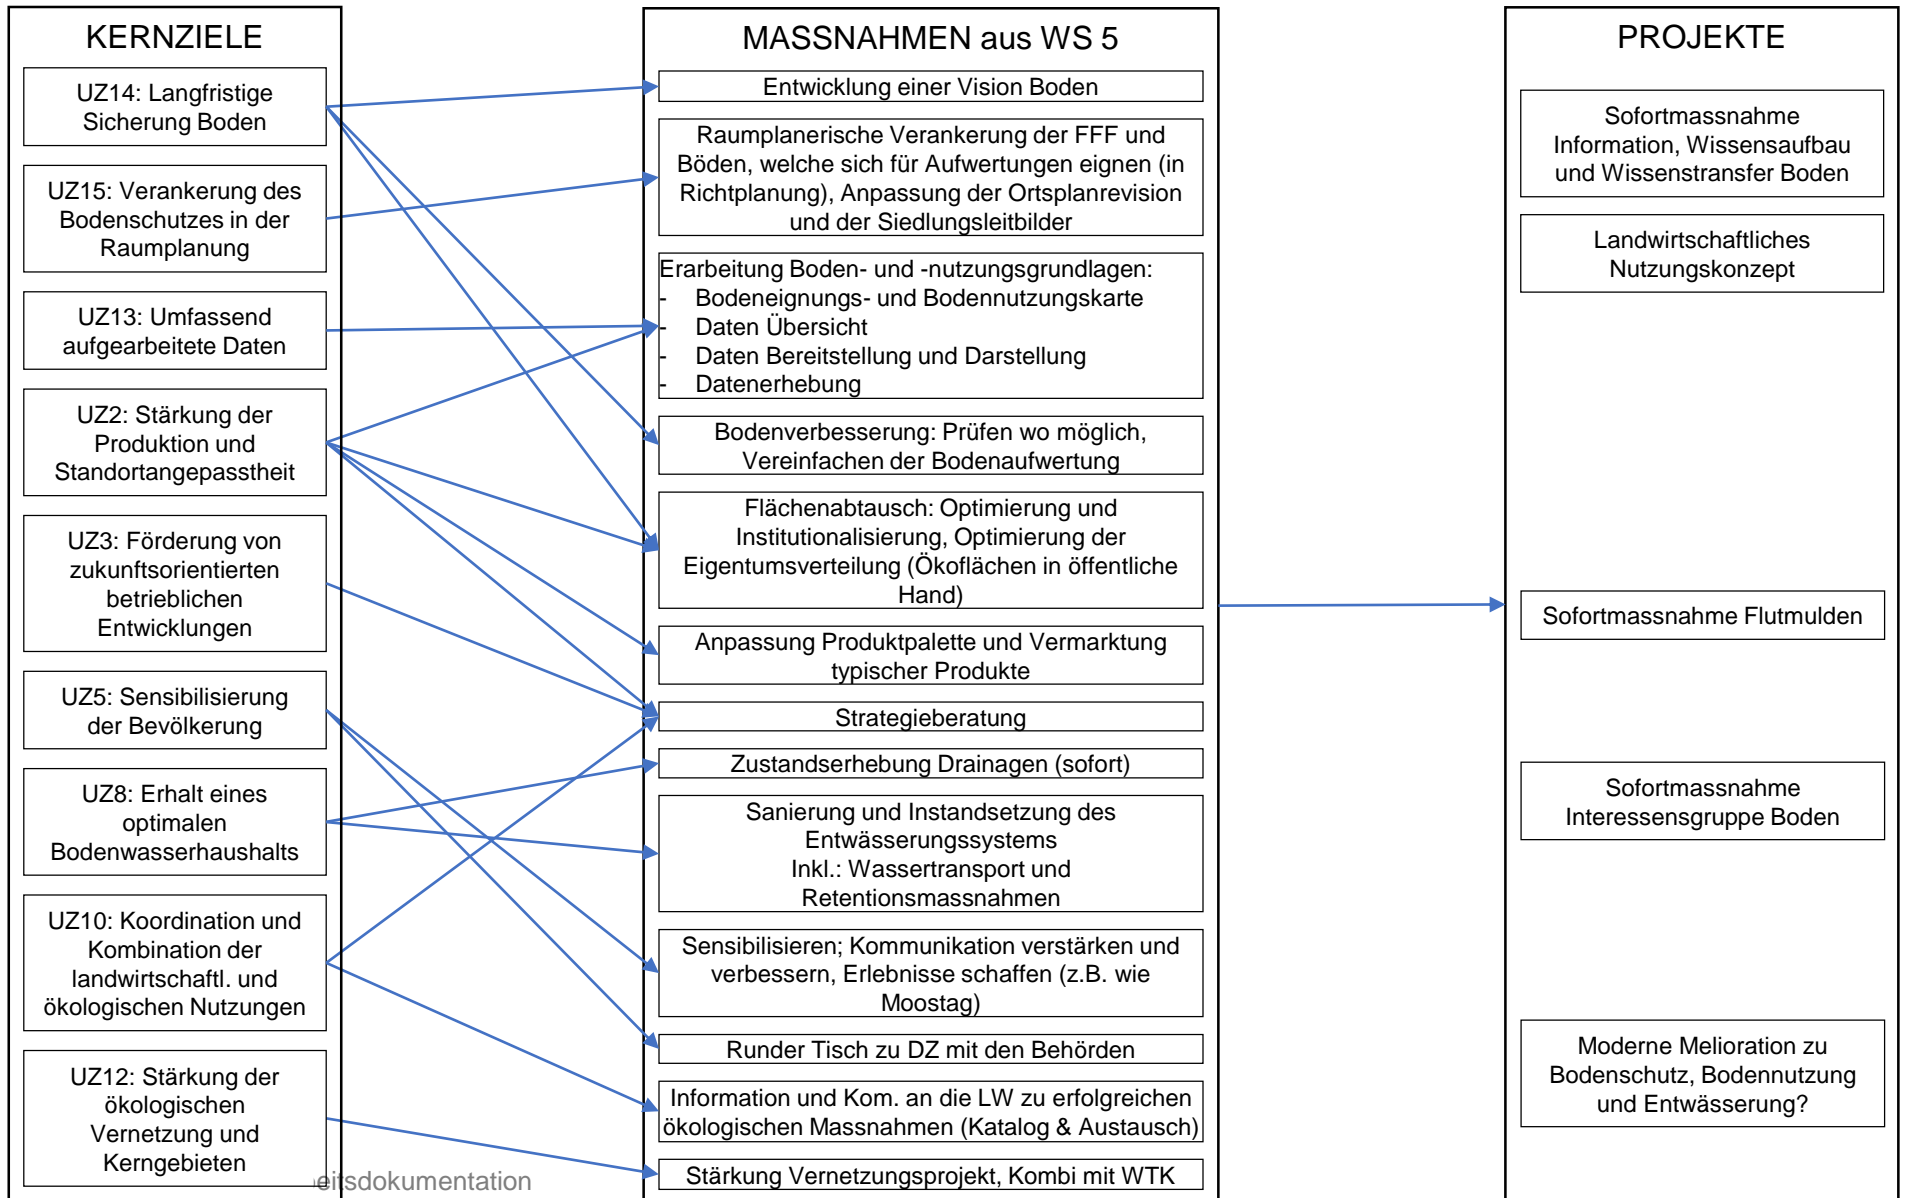 KERNZIELE
UZ14: Langfristige
Sicherung Boden
UZ15: Verankerung des
Bodenschutzes in der
Raumplanung
UZ13: Umfassend
aufgearbeitete Daten
UZ2: Stärkung der
Produktion und
Standortangepasstheit
UZ3: Förderung von
zukunftsorientierten
betrieblichen
Entwicklungen
UZ5: Sensibilisierung
der Bevölkerung
UZ8: Erhalt eines
optimalen
Bodenwasserhaushalts
UZ10: Koordination und
Kombination der
landwirtschaftl. und
ökologischen Nutzungen
UZ12: Stärkung der
ökologischen
Vernetzung und
Kerngebieten
eitsdokumentation
MASSNAHMEN aus WS 5
Entwicklung einer Vision Boden
Raumplanerische Verankerung der FFF und
Böden, welche sich für Aufwertungen eignen (in
Richtplanung), Anpassung der Ortsplanrevision
und der Siedlungsleitbilder
Erarbeitung Boden- und -nutzungsgrundlagen:
- Bodeneignungs- und Bodennutzungskarte
- Daten Übersicht
- Daten Bereitstellung und Darstellung
- Datenerhebung
Bodenverbesserung: Prüfen wo möglich,
Vereinfachen der Bodenaufwertung
Flächenabtausch: Optimierung und
Institutionalisierung, Optimierung der
Eigentumsverteilung (Ökoflächen in öffentliche
Hand)
Anpassung Produktpalette und Vermarktung
typischer Produkte
Strategieberatung
Zustandserhebung Drainagen (sofort)
Sanierung und Instandsetzung des
Entwässerungssystems
Inkl.: Wassertransport und
Retentionsmassnahmen
Sensibilisieren; Kommunikation verstärken und
verbessern, Erlebnisse schaffen (z.B. wie
Moostag)
Runder Tisch zu DZ mit den Behörden
Information und Kom. an die LW zu erfolgreichen
ökologischen Massnahmen (Katalog & Austausch)
Stärkung Vernetzungsprojekt, Kombi mit WTK
PROJEKTE
Sofortmassnahme
Information, Wissensaufbau
und Wissenstransfer Boden
Landwirtschaftliches
Nutzungskonzept
Sofortmassnahme Flutmulden
Sofortmassnahme
Interessensgruppe Boden
Moderne Melioration zu
Bodenschutz, Bodennutzung
und Entwässerung?